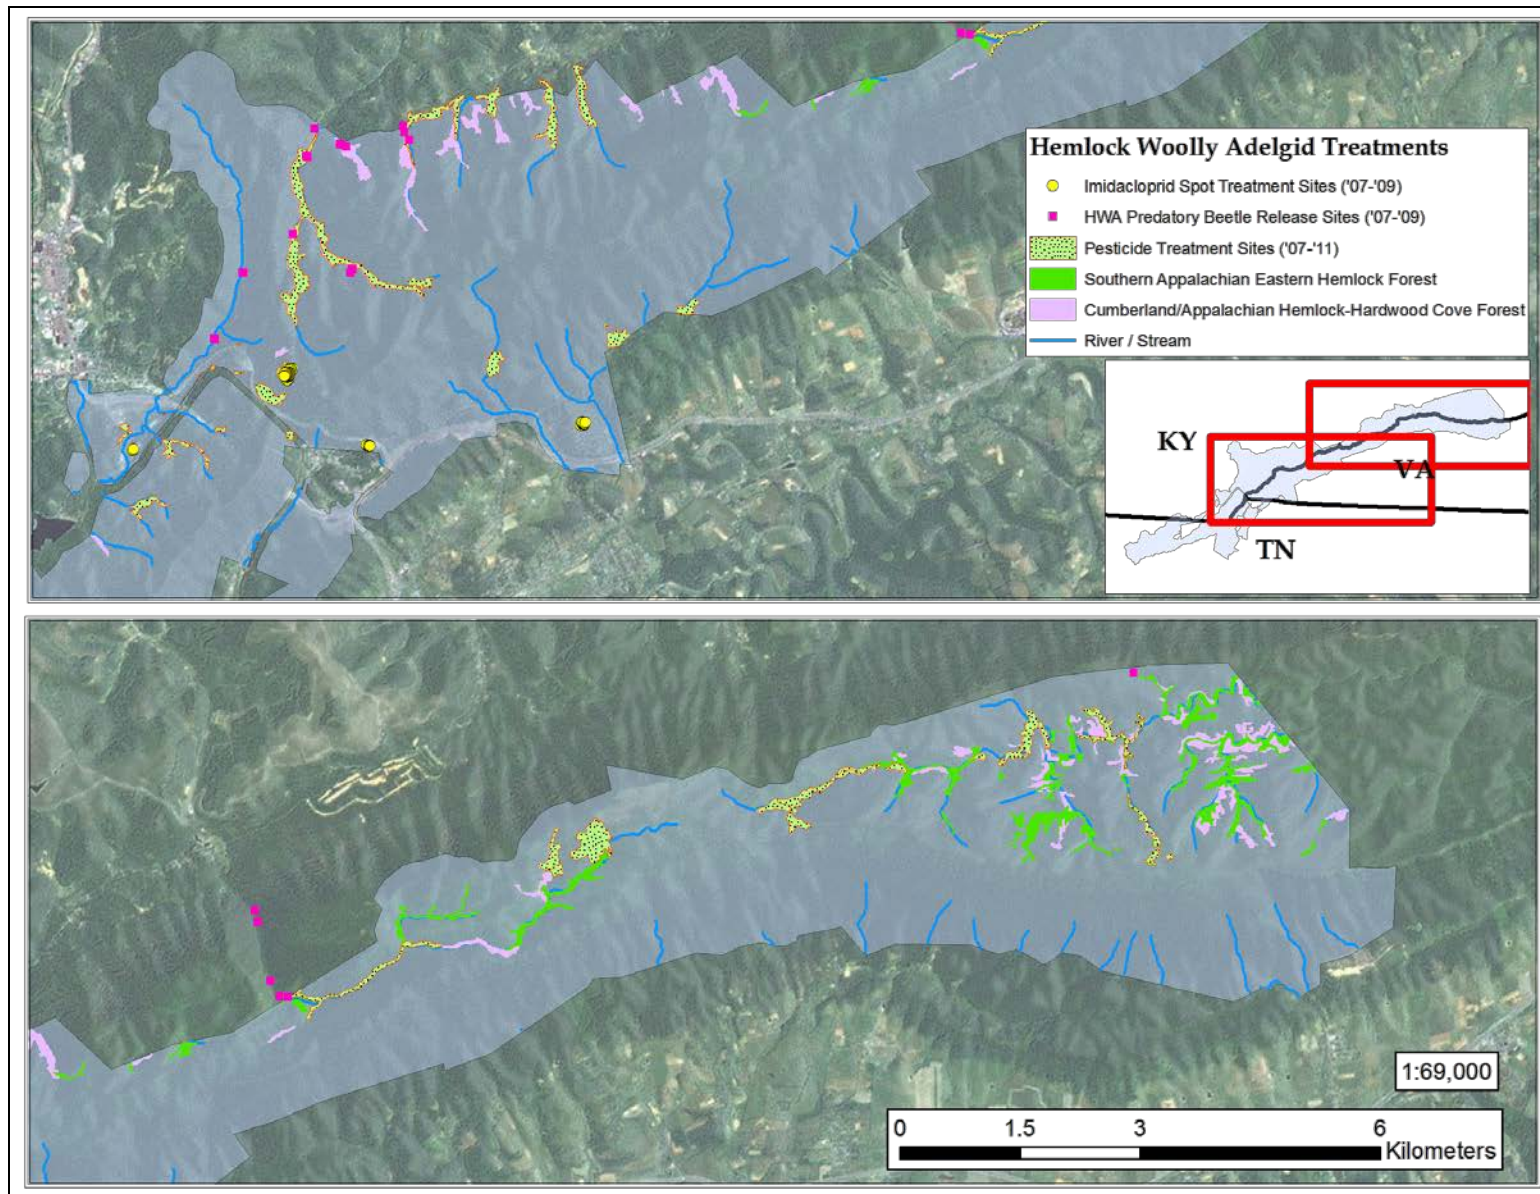 Hemlock Woolly Adelgid Treatments
Imidacloprid Spot Treatment Sites ('07-'09)
HWA Predatory Beetle Release Sites ('07-'09)
Pesticide Treatment Sites ('07-'11)
Southern Appalachian Eastern Hemlock Forest
Cumberland/Appalachian Hemlock-Hardwood Cove Forest
River / Stream
KY
VA
TN
1:69,000
0 1.5 3 6
Kilometers